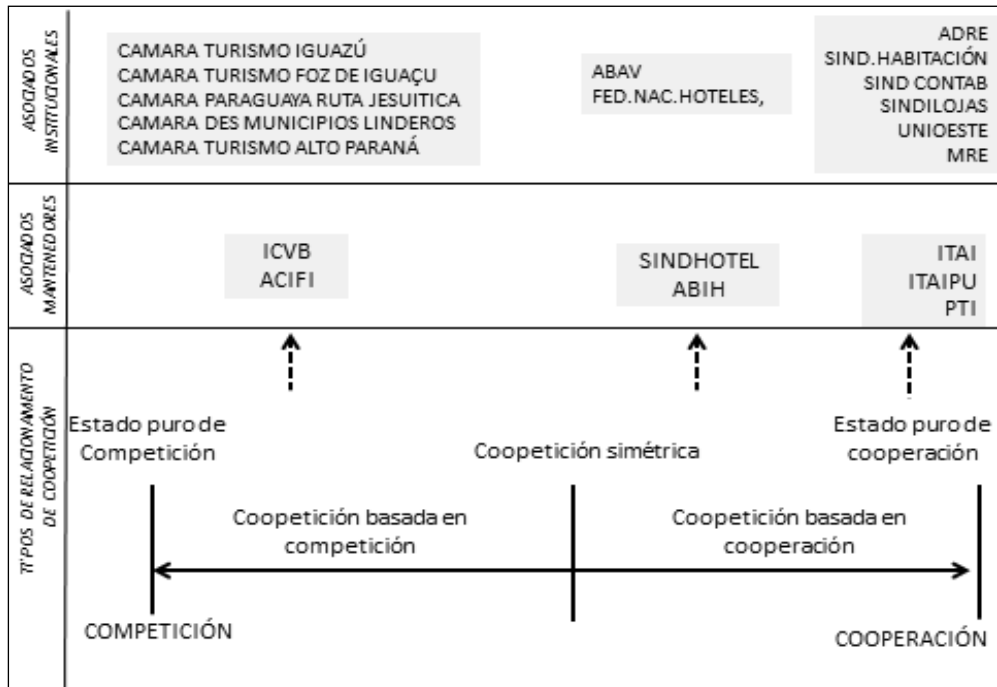 ASOCIADOS
INSTITUCIONALES
CAMARA TURISMO IGUAZÚ
CAMARA TURISMO FOZ DE IGUAÇU
CAMARA PARAGUAYA RUTA JESUITICA
CAMARA DES MUNICIPIOS LINDEROS
CAMARA TURISMO ALTO PARANÁ
ABAV
FED.NAC.HOTELES,
ADRE
SIND.HABITACIÓN
SIND CONTAB
SINDILOJAS
UNIOESTE
MRE
ASOCIADOS
MANTENEDORES
ICVB
ACIFI
SINDHOTEL
ABIH
ITAI
ITAIPU
PTI
TIPOS DE RELACIONAMENTO
DE COOPETICIÓN
Estado puro de
Competición
Coopetición simétrica
Estado puro de
cooperación
Coopetición basada en
competición
Coopetición basada en
cooperación
COMPETICIÓN
COOPERACIÓN